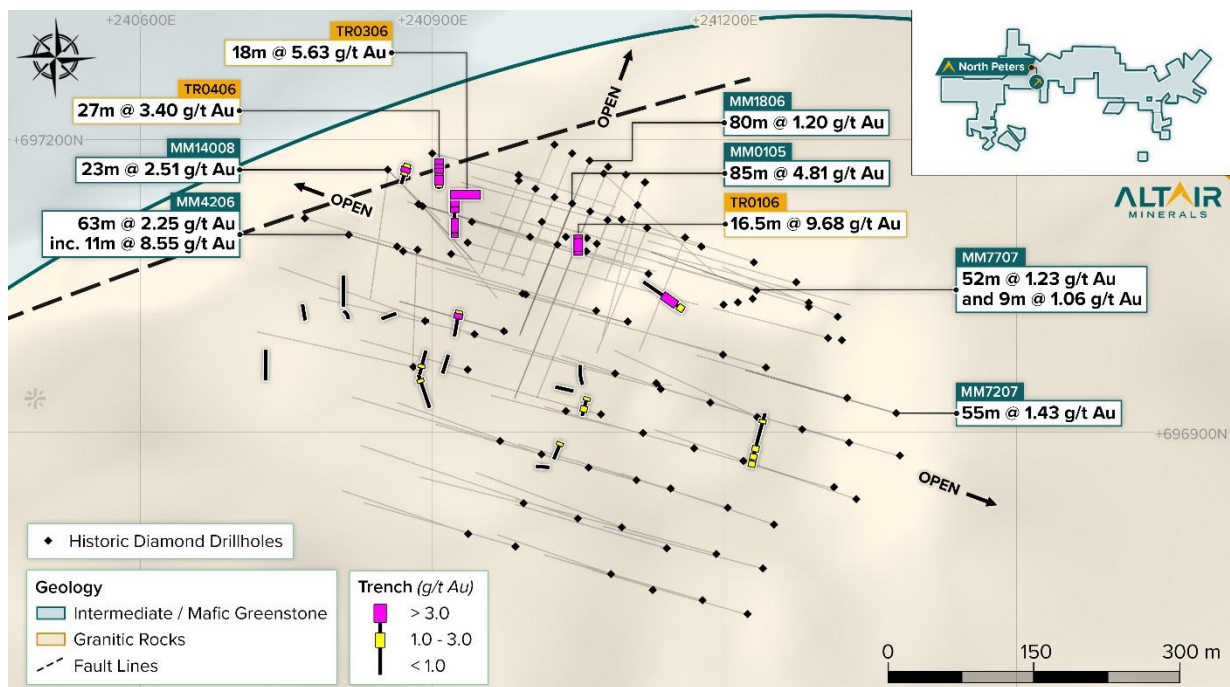 +240600E
+240900E
+241200E
TR0306
18m @ 5.63 g/t Au
TR0406
27m @ 3.40 g/t Au
+697200N
MM14008
23m @ 2.51 g/t Au
MM4206
63m @ 2.25 g/t Au
inc. 11m @ 8.55 g/t Au
OPEN
OPEN
MM1806
80m @ 1.20 g/t Au
MM0105
85m @ 4.81 g/t Au
TR0106
16.5m @ 9.68 g/t Au
North Peters
ALTAIR
MINERALS
MM7707
52m @ 1.23 g/t Au
and 9m @ 1.06 g/t Au
MM7207
55m @ 1.43 g/t Au
+696900N
OPEN
Historic Diamond Drillholes
Geology
Intermediate / Mafic Greenstone
Granitic Rocks
Fault Lines
Trench (g/t Au)
> 3.0
1.0 - 3.0
< 1.0
0 150 300 m